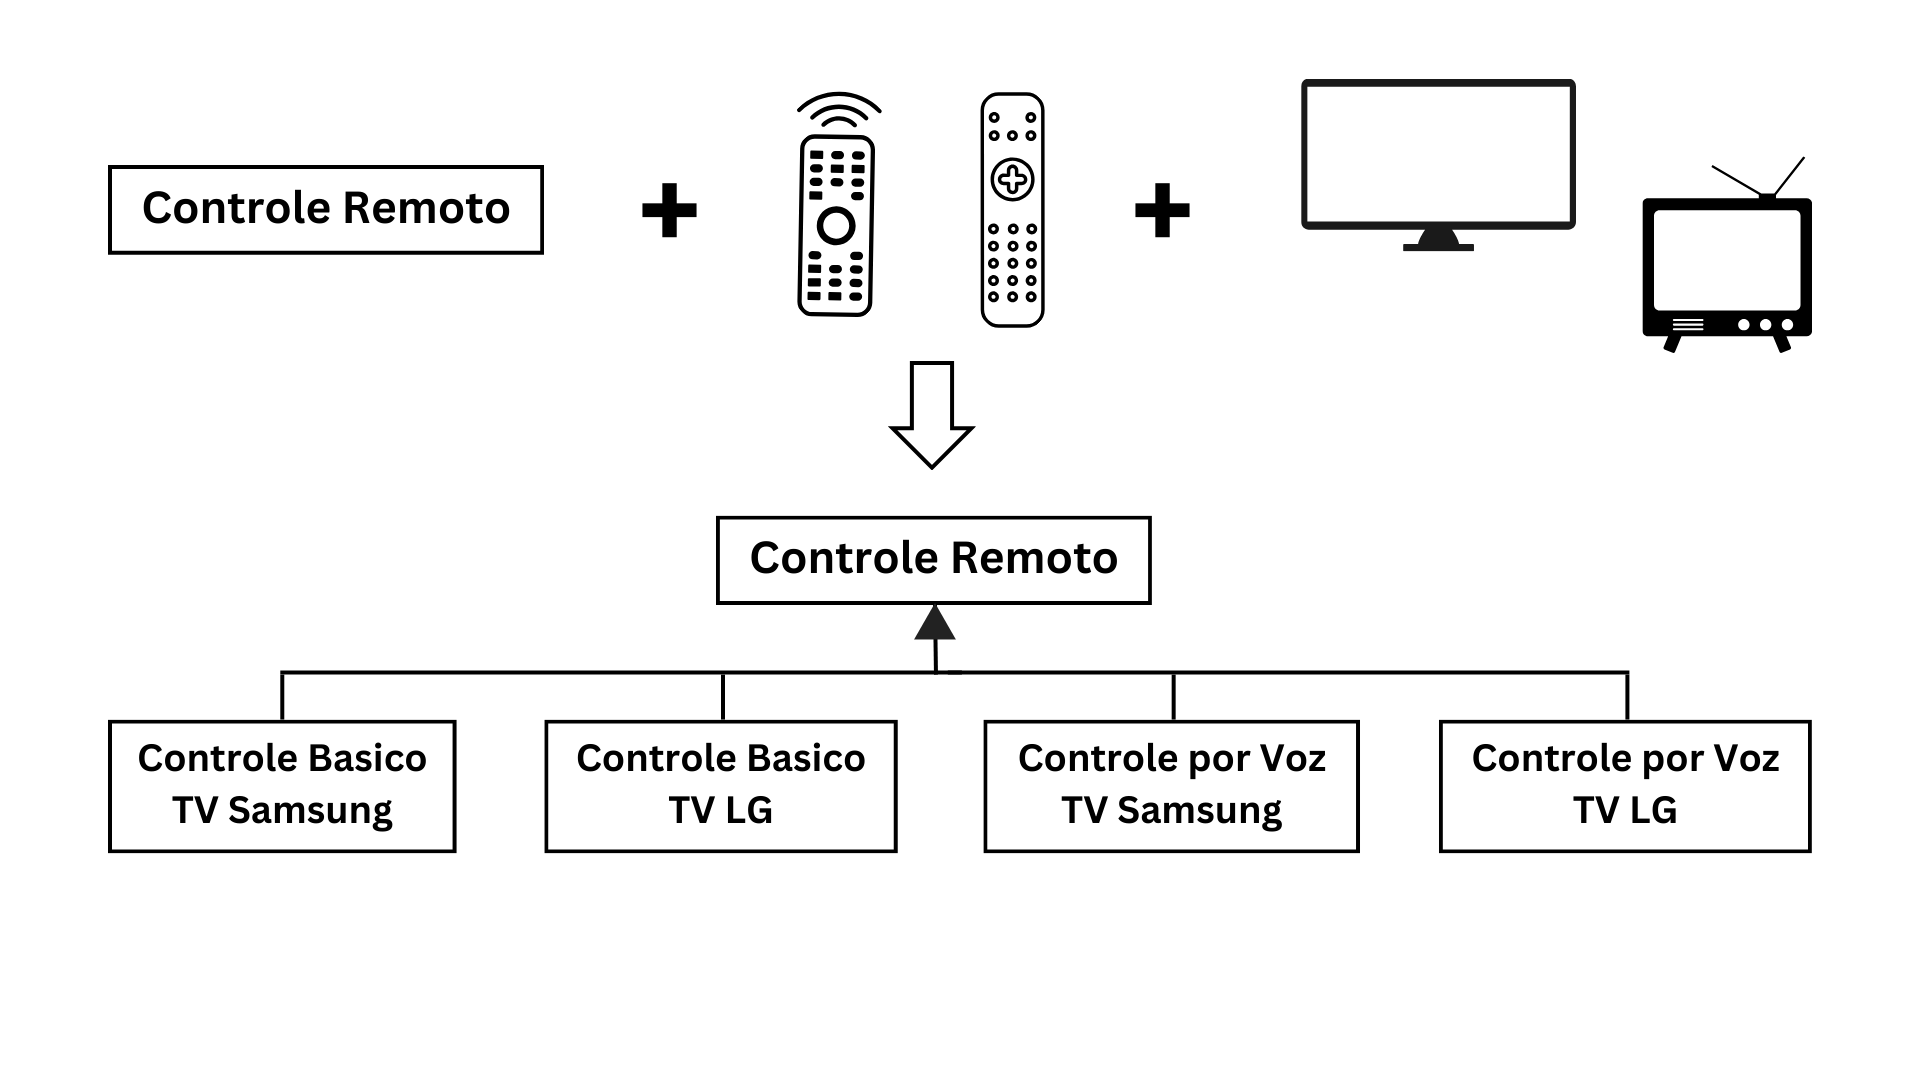 Controle Remoto
Controle Remoto
Controle Basico
TV Samsung
Controle Basico
TV LG
Controle por Voz
TV Samsung
Controle por Voz
TV LG